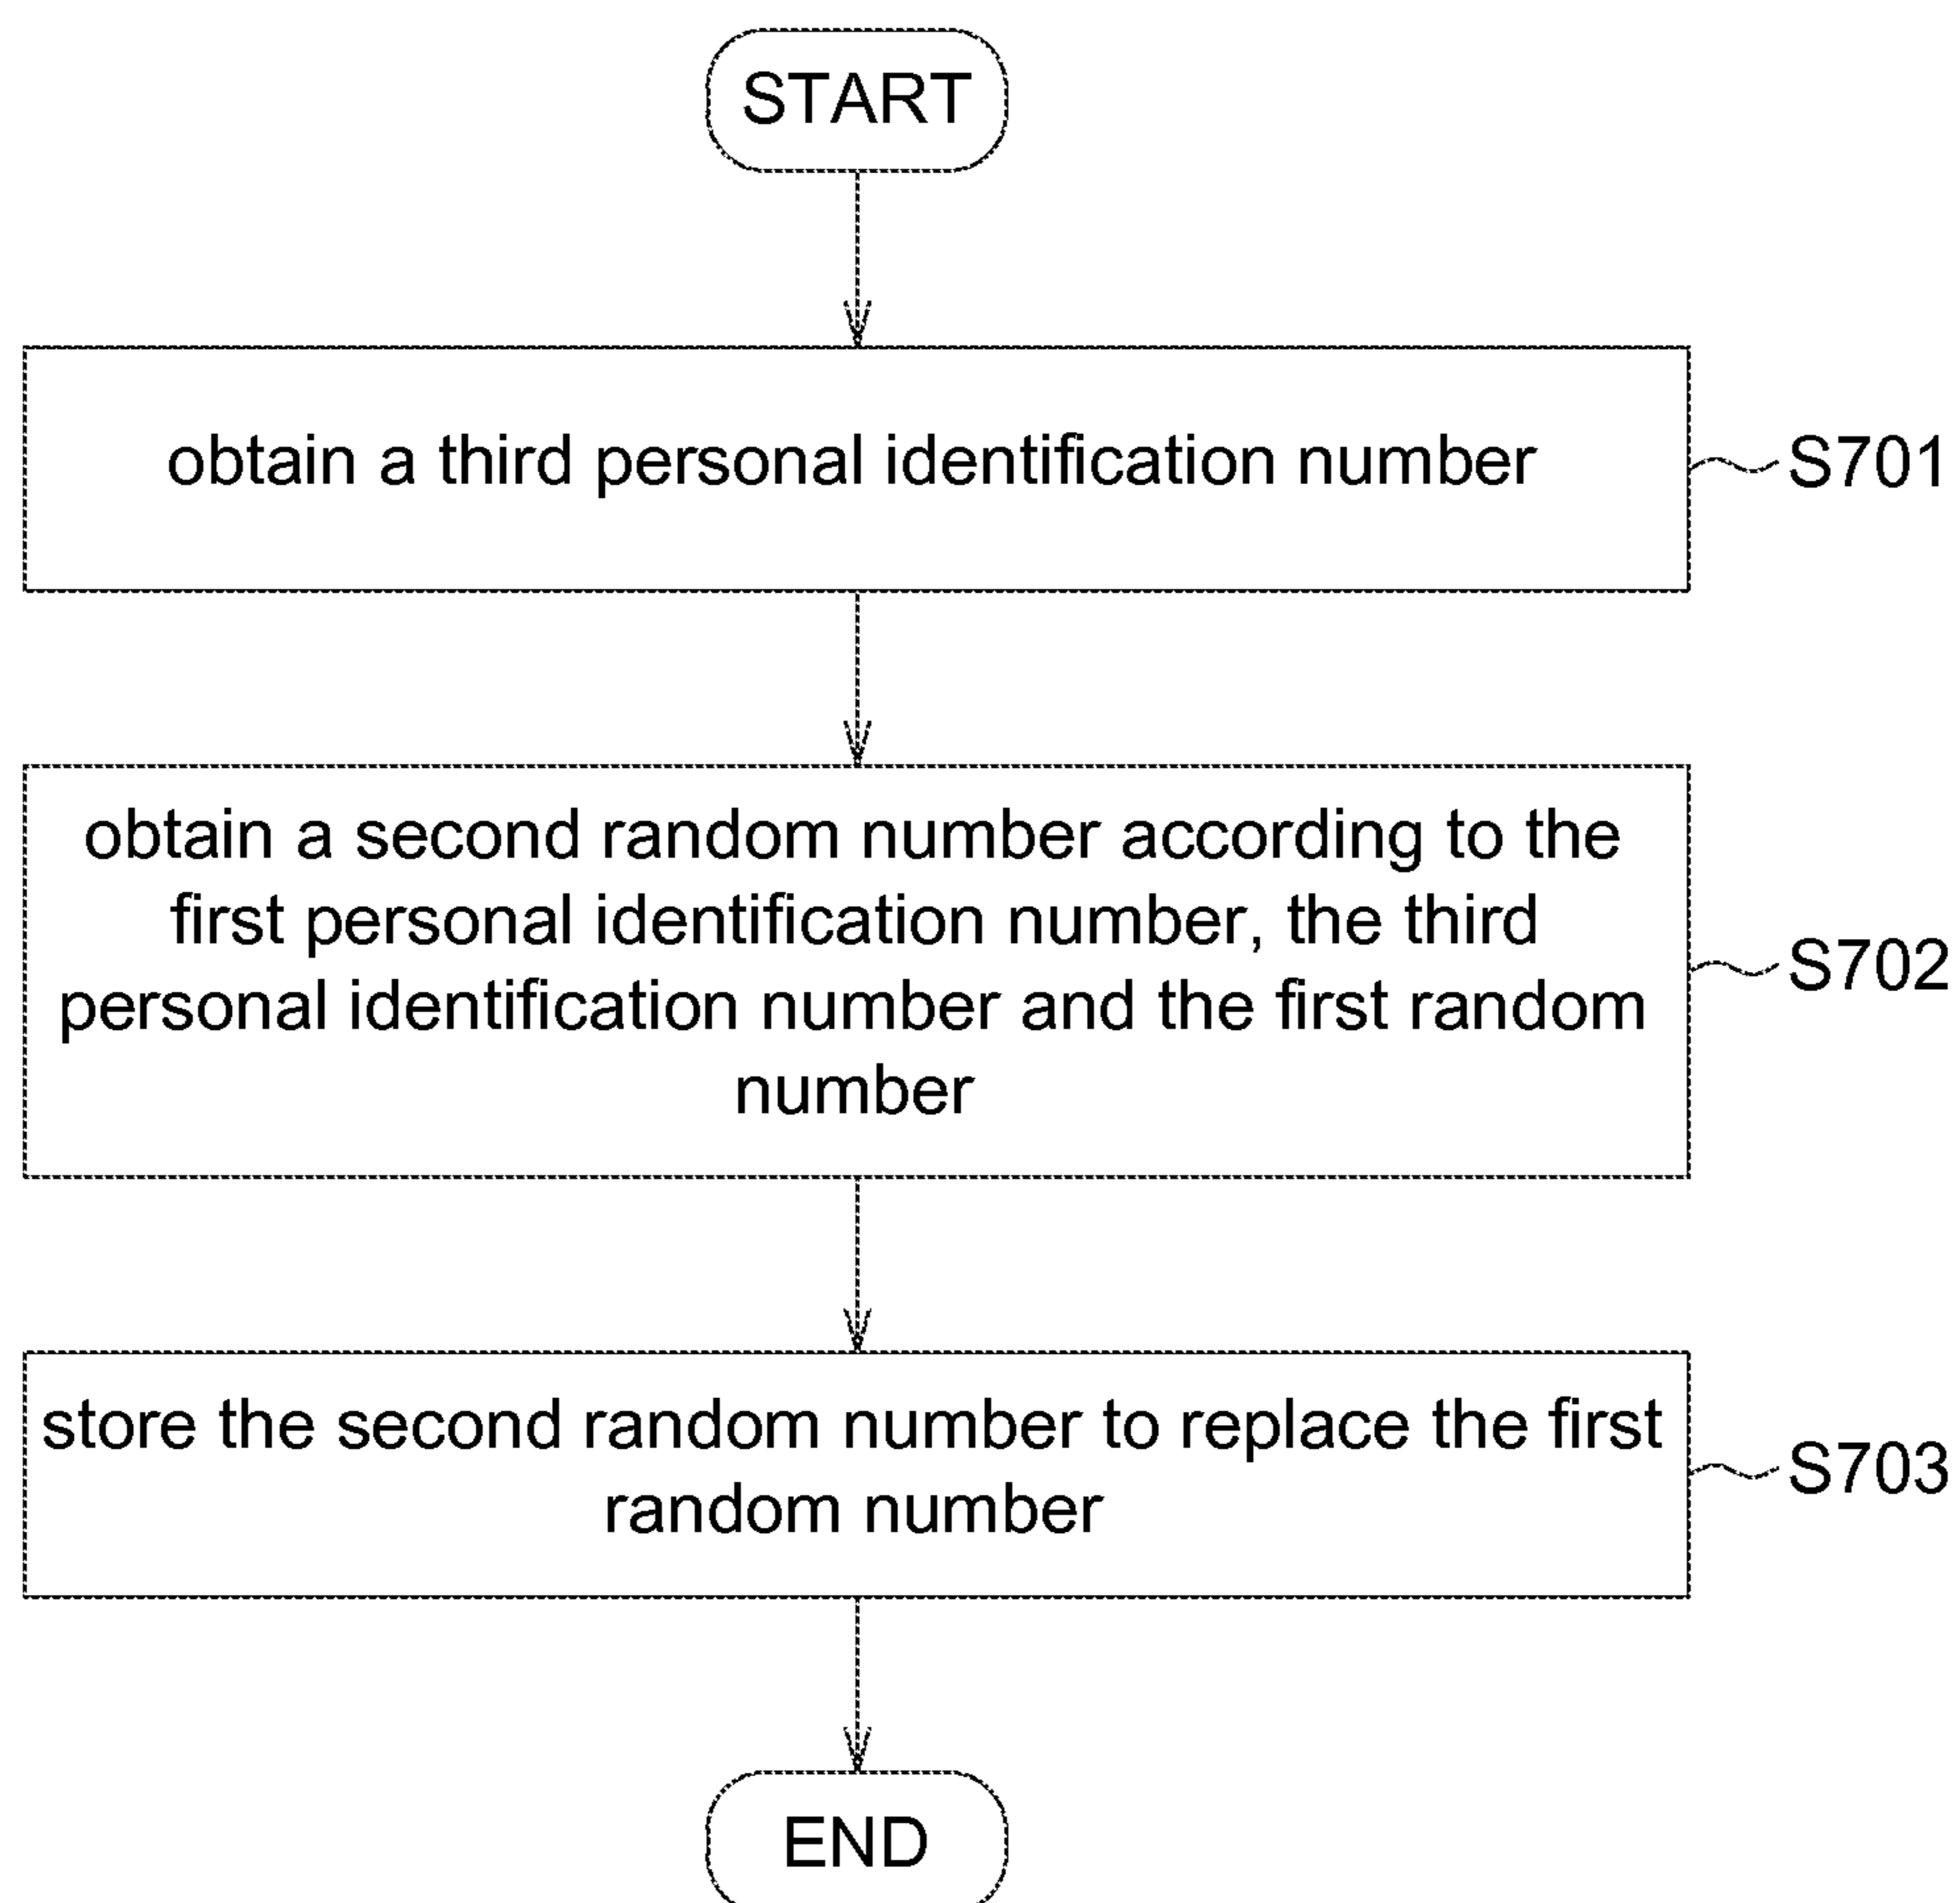 START
obtain a third personal identification number
S701
obtain a second random number according to the
first personal identification number, the third
personal identification number and the first random
number
S702
store the second random number to replace the first
random number
S703
END